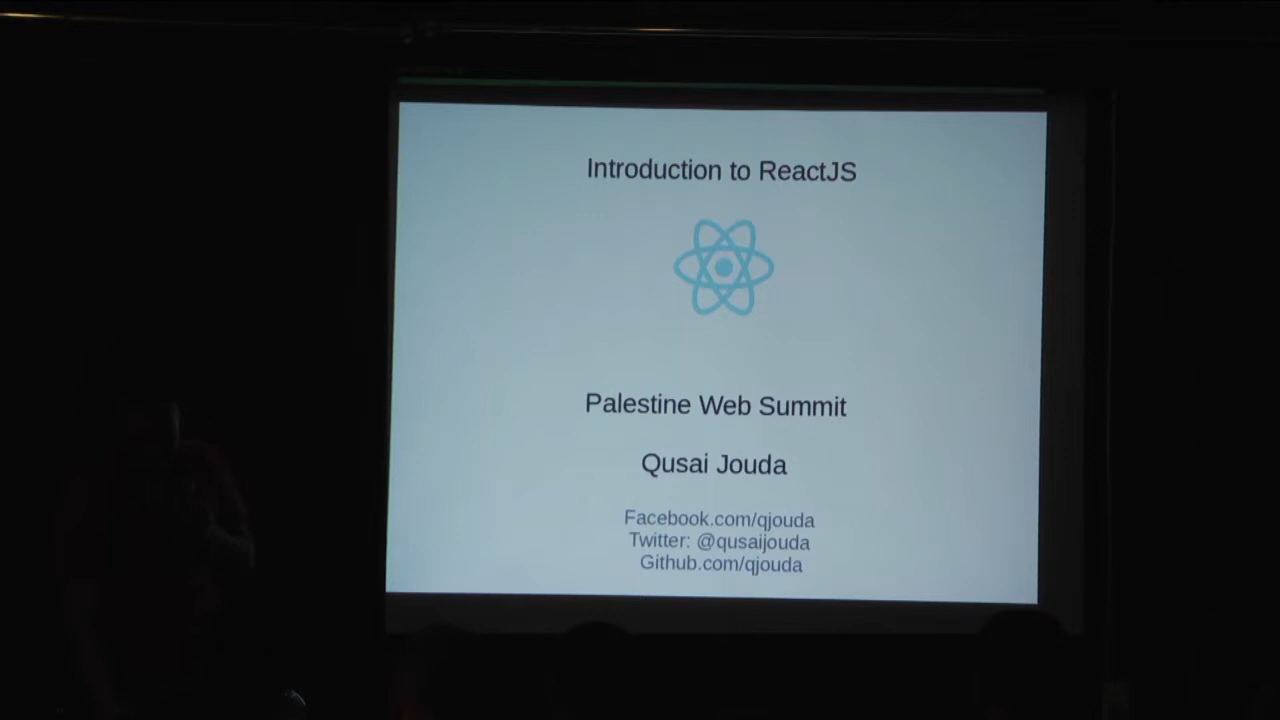 Introduction to ReactJS
Palestine Web Summit
Qusai Jouda
Facebook.com/qjouda
Twitter: @qusaijouda
Github.com/qjouda